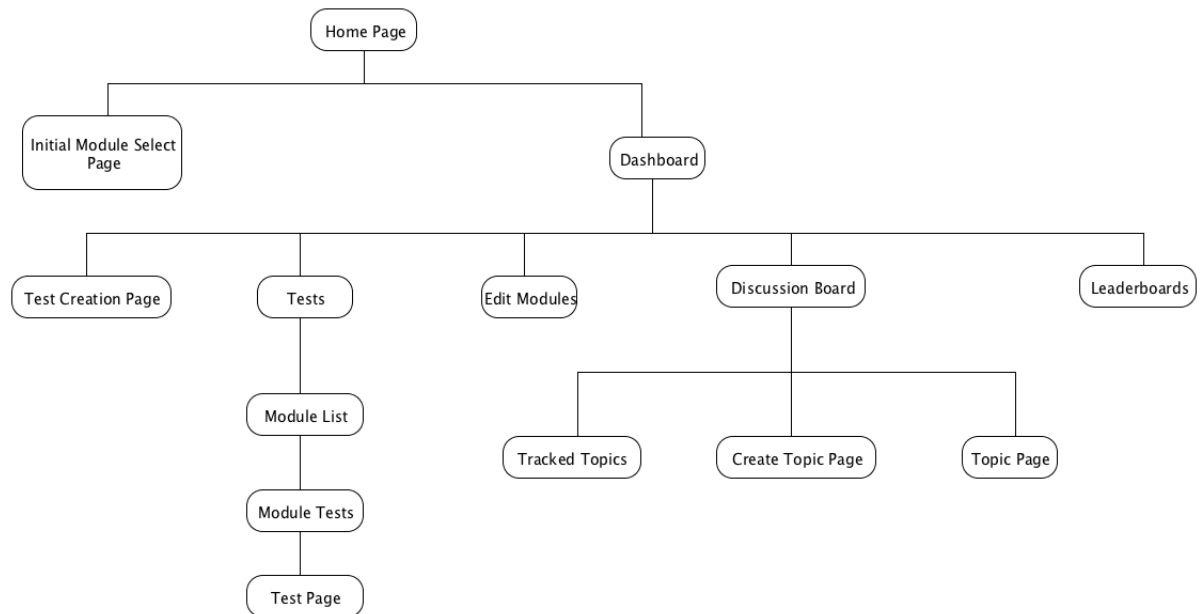 Home Page
Initial Module Select
Page
Dashboard
Test Creation Page
Tests
Edit Modules
Discussion Board
Leaderboards
Module List
Tracked Topics
Create Topic Page
Topic Page
Module Tests
Test Page